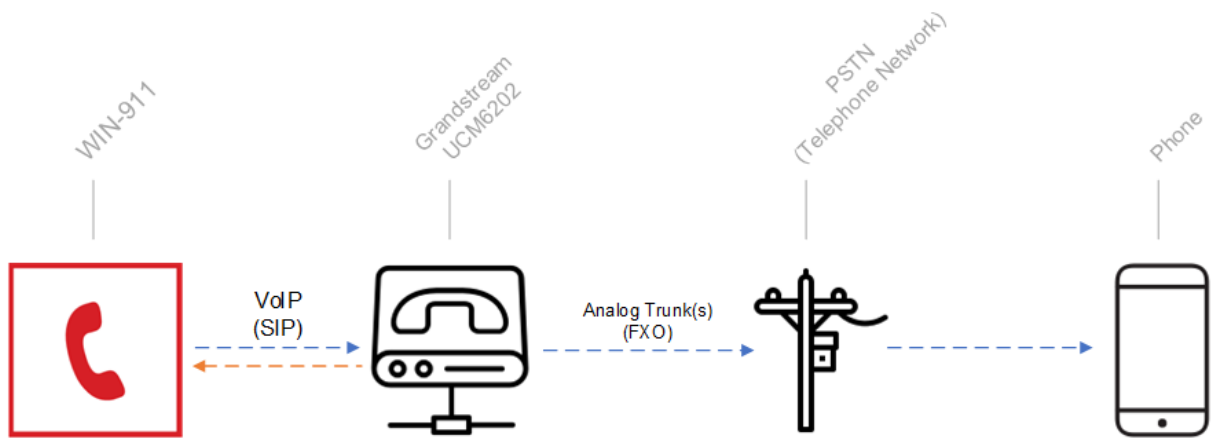 WIN-911
Grandstream
UCM6202
PSTN
(Telephone Network)
Phone
VoIP
(SIP)
Analog Trunk(s)
(FXO)